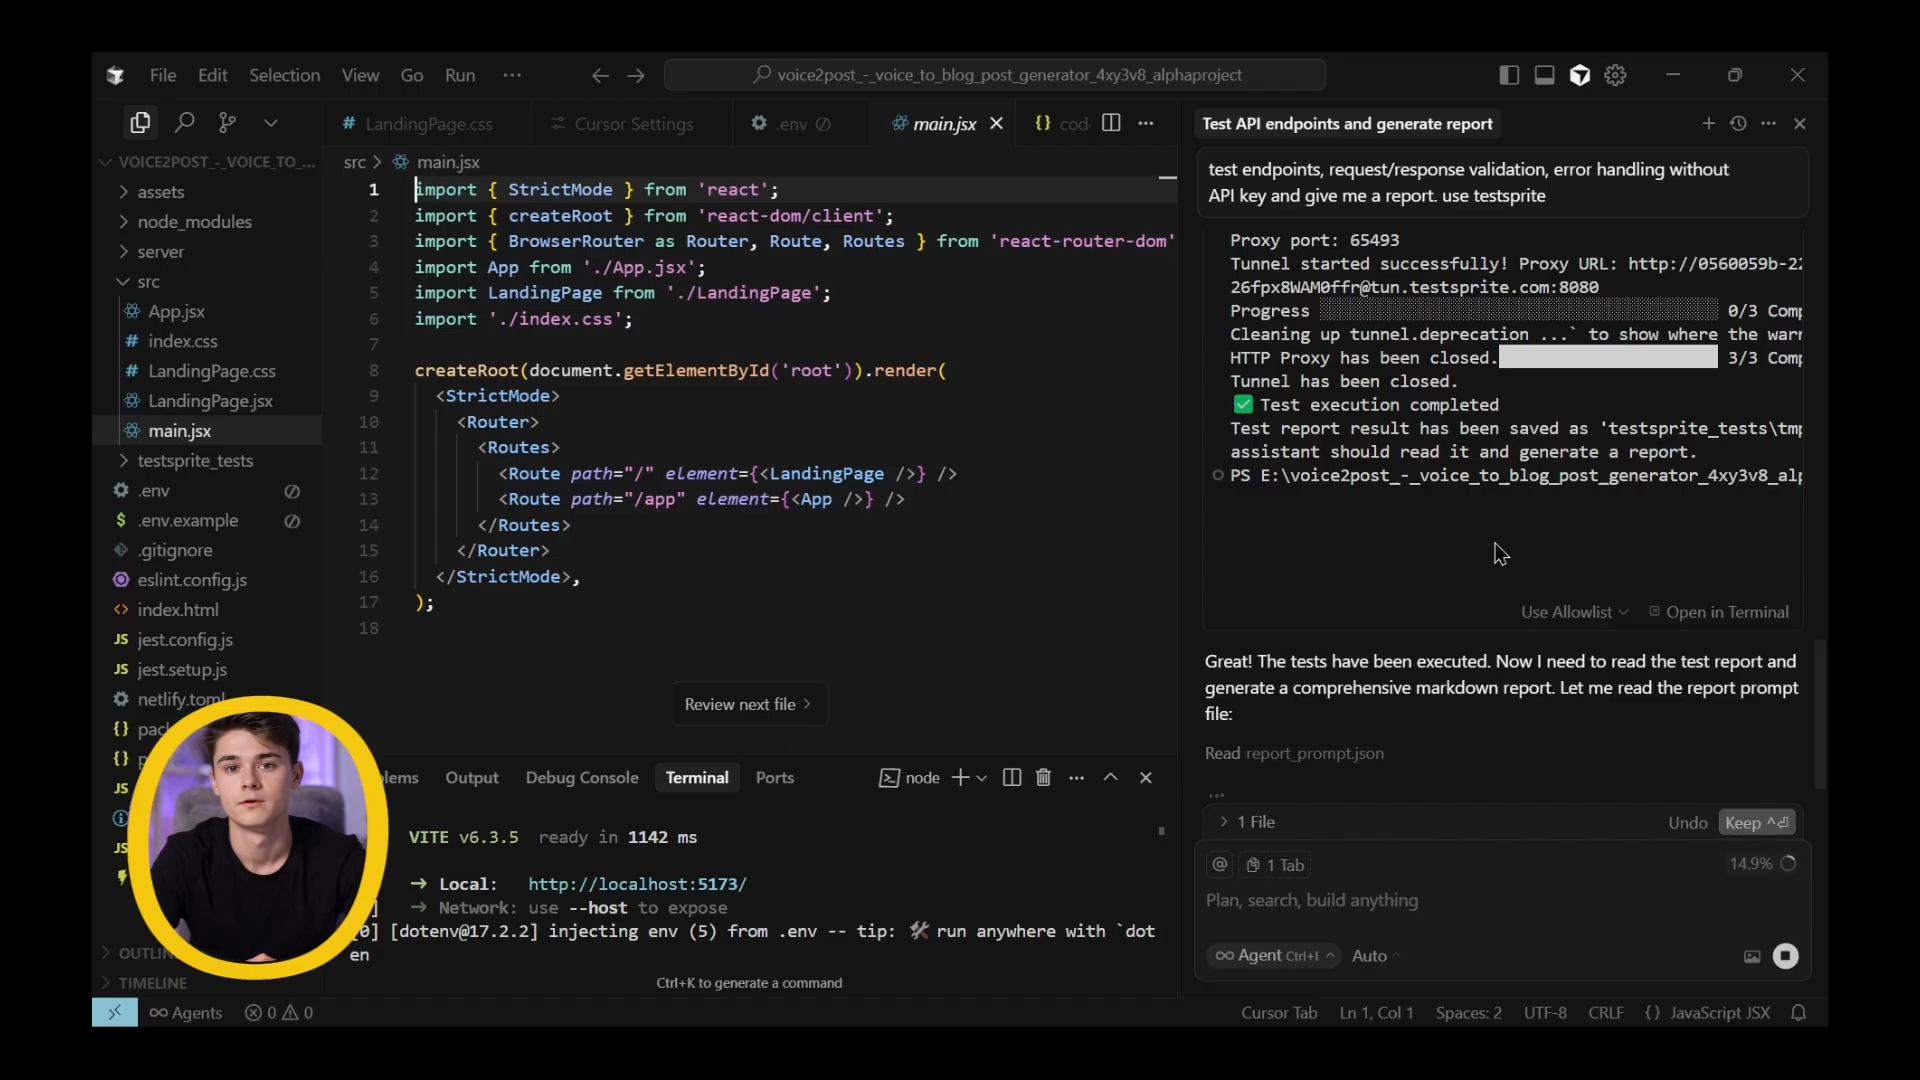 File Edit Selection View Go Run ...
voice2post_-_voice_to_blog_post_generator_4xy3v8_alphaproject
VOICE2POST_-_VOICE_TO_...
assets
node_modules
server
src
App.jsx
index.css
LandingPage.css
LandingPage.jsx
main.jsx
testsprite_tests
.env
.env.example
.gitignore
eslint.config.js
index.html
jest.config.js
jest.setup.js
netlify.toml
TIMELINE
LandingPage.css Cursor Settings .env main.jsx
src > main.jsx
1 import { StrictMode } from 'react';
2 import { createRoot } from 'react-dom/client';
3 import { BrowserRouter as Router, Route, Routes } from 'react-router-dom'
4 import App from './App.jsx';
5 import LandingPage from './LandingPage';
6 import './index.css';
7
8 createRoot(document.getElementById('root')).render(
9 <StrictMode>
10 <Router>
11 <Routes>
12 <Route path="/" element={<LandingPage />} />
13 <Route path="/app" element={<App />} />
14 </Routes>
15 </Router>
16 </StrictMode>,
17 );
18
Review next file >
Output Debug Console Terminal Ports
node
VITE v6.3.5 ready in 1142 ms
→ Local: http://localhost:5173/
→ Network: use --host to expose
[0] [dotenv@17.2.2] injecting env (5) from .env -- tip: 🛠 run anywhere with `dot
en
Ctrl+K to generate a command
Test API endpoints and generate report
test endpoints, request/response validation, error handling without
API key and give me a report. use testsprite
Proxy port: 65493
Tunnel started successfully! Proxy URL: http://0560059b-22
26fpx8WAM0ffr@tun.testsprite.com:8080
Progress 0/3 Comp
Cleaning up tunnel.deprecation ...` to show where the warr
HTTP Proxy has been closed. 3/3 Comp
Tunnel has been closed.
✅ Test execution completed
Test report result has been saved as 'testsprite_tests\tmp
assistant should read it and generate a report.
PS E:\voice2post_-_voice_to_blog_post_generator_4xy3v8_alp
Use Allowlist Open in Terminal
Great! The tests have been executed. Now I need to read the test report and
generate a comprehensive markdown report. Let me read the report prompt
file:
Read report_prompt.json
...
> 1 File Undo Keep ^⏎
@ 1 Tab 14.9%
Plan, search, build anything
∞ Agent Ctrl+I Auto
Agents 0 0
Cursor Tab Ln 1, Col 1 Spaces: 2 UTF-8 CRLF {} JavaScript JSX